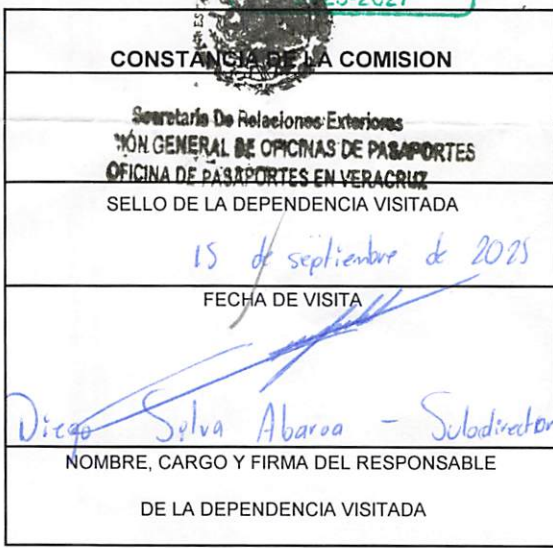 2027
CONSTANCIA DE LA COMISION
Secretaría De Relaciones Exteriores
GENERAL DE OFICINAS DE PASAPORTES
OFICINA DE PASAPORTES EN VERACRUZ
SELLO DE LA DEPENDENCIA VISITADA
15 de septiembre de 2025
FECHA DE VISITA
Diego Silva Abaroa - Subdirector
NOMBRE, CARGO Y FIRMA DEL RESPONSABLE
DE LA DEPENDENCIA VISITADA